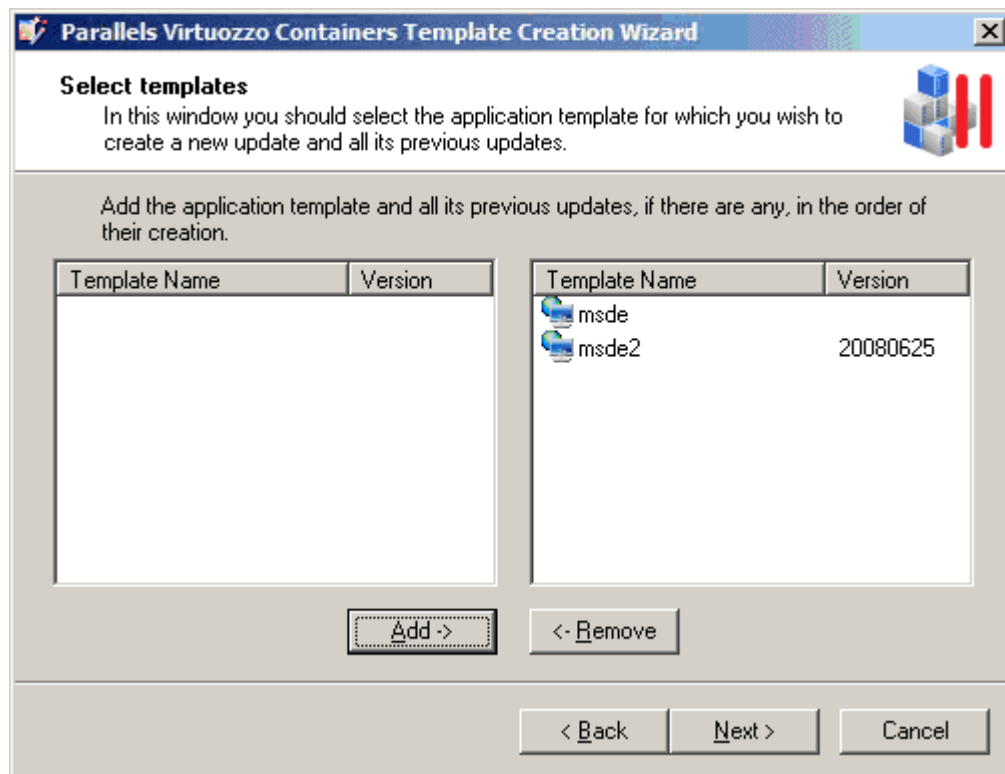 Parallels Virtuozzo Containers Template Creation Wizard
Select templates
In this window you should select the application template for which you wish to
create a new update and all its previous updates.
Add the application template and all its previous updates, if there are any, in the order of
their creation.
Template Name Version
Template Name Version
msde
msde2 20080625
Add ->
<- Remove
< Back
Next >
Cancel